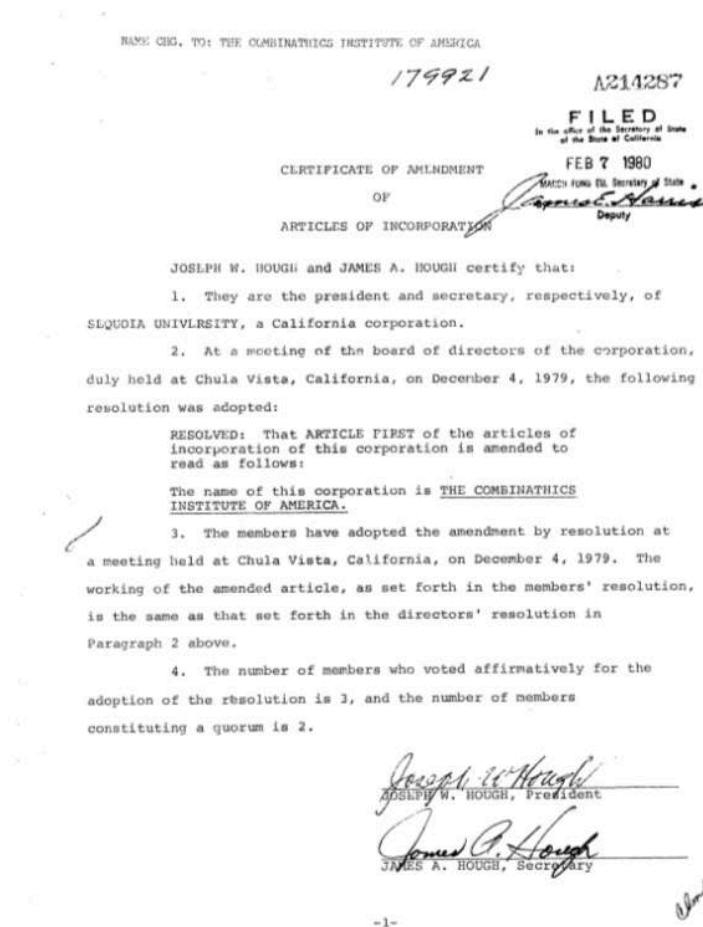 NAME CHG. TO: THE COMBINATHICS INSTITUTE OF AMERICA
179921
A214287
FILED
In the office of the Secretary of State
of the State of California
FEB 7 1980
MARCH FONG EU, Secretary of State
James E. Harris
Deputy
CERTIFICATE OF AMENDMENT
OF
ARTICLES OF INCORPORATION
JOSEPH W. HOUGH and JAMES A. HOUGH certify that:
1. They are the president and secretary, respectively, of
SEQUOIA UNIVERSITY, a California corporation.
2. At a meeting of the board of directors of the corporation,
duly held at Chula Vista, California, on December 4, 1979, the following
resolution was adopted:
RESOLVED: That ARTICLE FIRST of the articles of
incorporation of this corporation is amended to
read as follows:
The name of this corporation is THE COMBINATHICS
INSTITUTE OF AMERICA.
3. The members have adopted the amendment by resolution at
a meeting held at Chula Vista, California, on December 4, 1979. The
working of the amended article, as set forth in the members' resolution,
is the same as that set forth in the directors' resolution in
Paragraph 2 above.
4. The number of members who voted affirmatively for the
adoption of the resolution is 3, and the number of members
constituting a quorum is 2.
Joseph W Hough
JOSEPH W. HOUGH, President
James A. Hough
JAMES A. HOUGH, Secretary
-1-